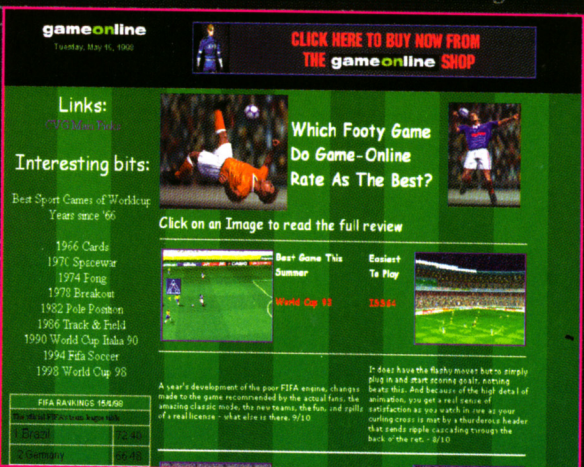 gameonline
Tuesday, May 16, 1998
CLICK HERE TO BUY NOW FROM
THE gameonline SHOP
Links:
Interesting bits:
Best Sport Games of Worldcup
Years since '66
1966 Cards
1970 Spacewar
1974 Pong
1978 Breakout
1982 Pole Position
1986 Track & Field
1990 World Cup Italia 90
1994 Fifa Soccer
1998 World Cup 98
FIFA RANKINGS 15/4/98
1 Brazil 72.40
2 Germany 66.48
Which Footy Game
Do Game-Online
Rate As The Best?
Click on an Image to read the full review
Best Game This
Summer
World Cup 98
Easiest
To Play
ISS64
A year's development of the poor FIFA engine, changes
made to the game recommended by the actual fans, the
amazing classic mode, the new teams, the fun, and spills
of a real license - what else is there. 9/10
It does have the flashy moves but to simply
plug in and start scoring goals, nothing
beats this. And because of the high detail of
animation, you get a real sense of
satisfaction as you watch in awe as your
curling cross is met by a thunderous header
that sends ripple cascading through the
back o' the net. - 8/10